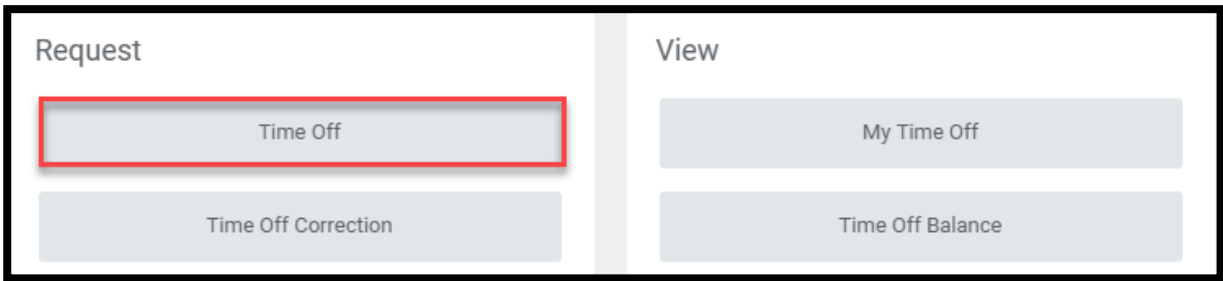 Request
Time Off
Time Off Correction
View
My Time Off
Time Off Balance